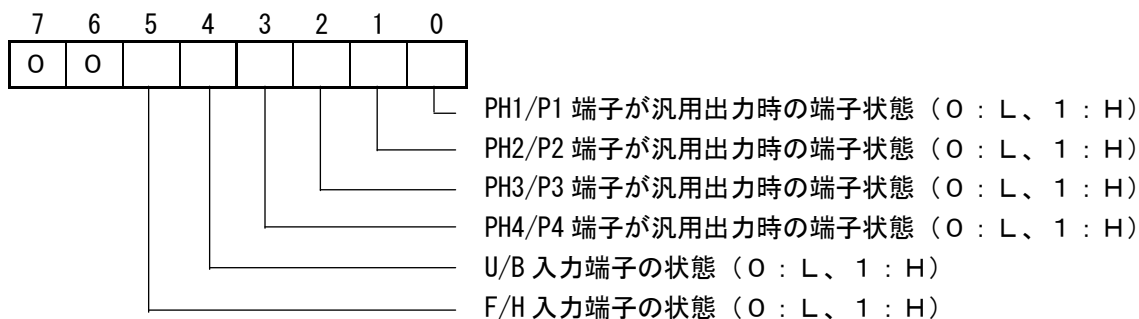 7 6 5 4 3 2 1 0
0 0
PH1/P1 端子が汎用出力時の端子状態（0：L、1：H）
PH2/P2 端子が汎用出力時の端子状態（0：L、1：H）
PH3/P3 端子が汎用出力時の端子状態（0：L、1：H）
PH4/P4 端子が汎用出力時の端子状態（0：L、1：H）
U/B 入力端子の状態（0：L、1：H）
F/H 入力端子の状態（0：L、1：H）